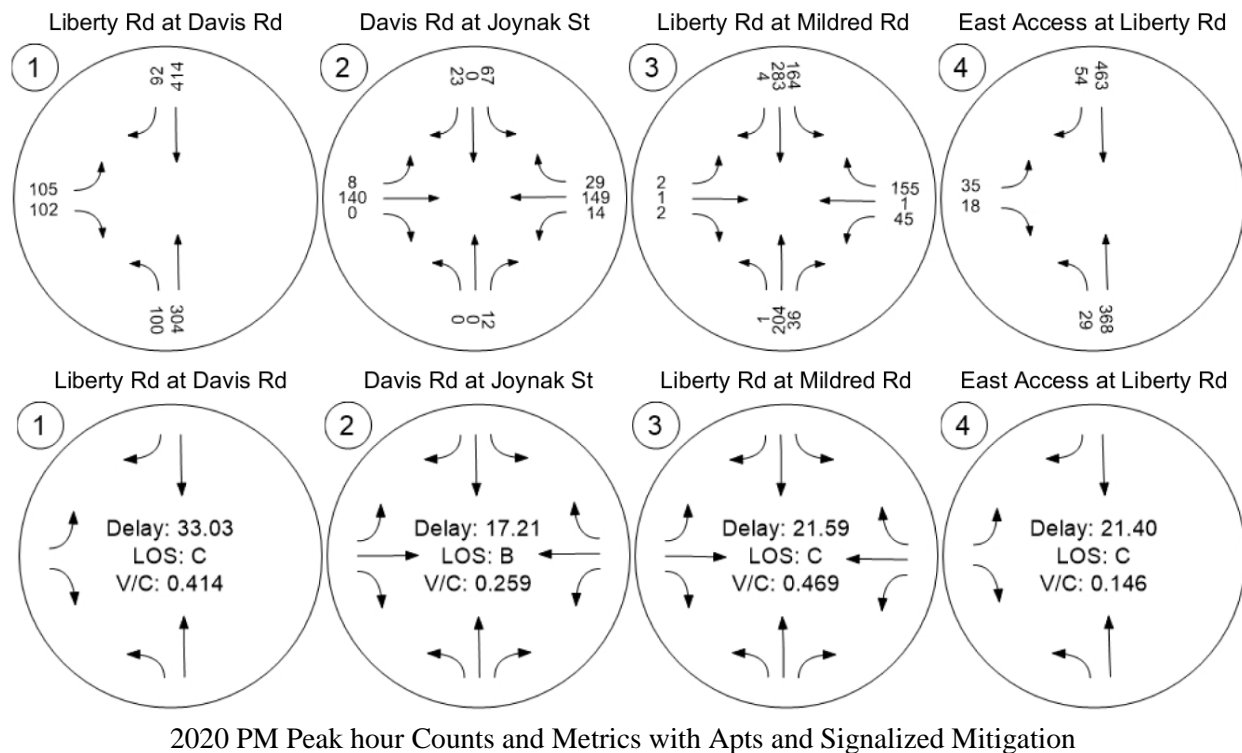 Liberty Rd at Davis Rd
Davis Rd at Joynak St
Liberty Rd at Mildred Rd
East Access at Liberty Rd
1
92
414
105
102
100
304
2
23
0
67
8
140
0
29
149
14
0
0
12
3
4
283
164
2
1
2
155
1
45
1
204
36
4
54
463
35
18
29
368
Liberty Rd at Davis Rd
Davis Rd at Joynak St
Liberty Rd at Mildred Rd
East Access at Liberty Rd
1
Delay: 33.03
LOS: C
V/C: 0.414
2
Delay: 17.21
LOS: B
V/C: 0.259
3
Delay: 21.59
LOS: C
V/C: 0.469
4
Delay: 21.40
LOS: C
V/C: 0.146
2020 PM Peak hour Counts and Metrics with Apts and Signalized Mitigation